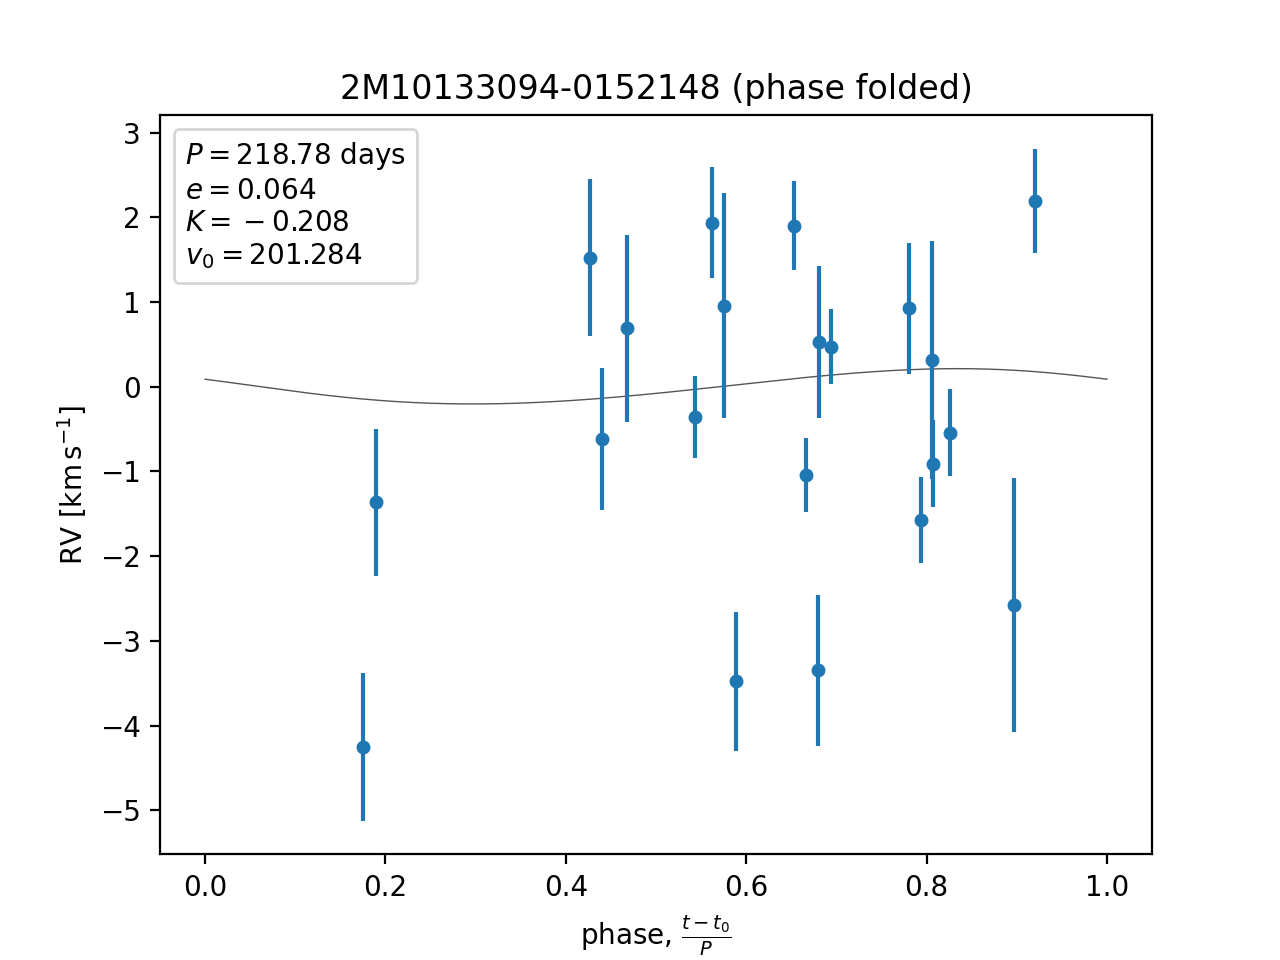 2M10133094-0152148 (phase folded)
P = 218.78 days
e = 0.064
K = −0.208
v₀ = 201.284
3
2
1
0
−1
−2
−3
−4
−5
RV [km s⁻¹]
0.0 0.2 0.4 0.6 0.8 1.0
phase, (t − t₀)/P